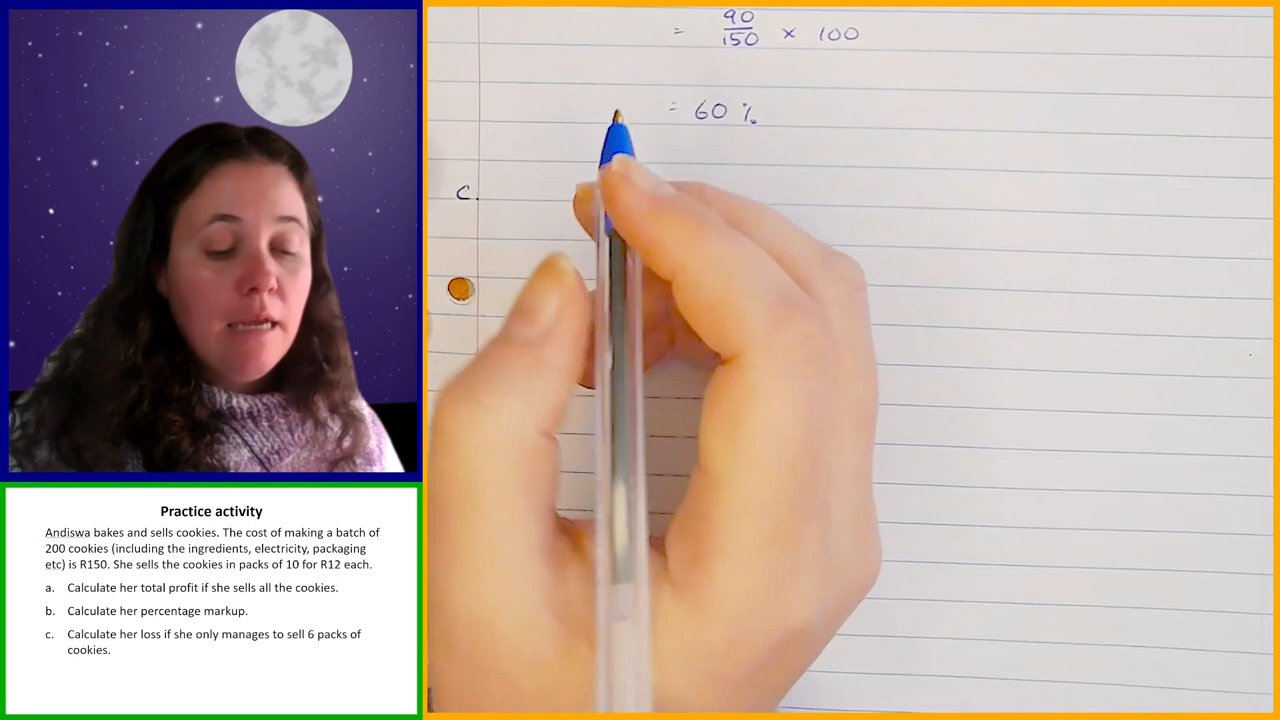 Practice activity
Andiswa bakes and sells cookies. The cost of making a batch of
200 cookies (including the ingredients, electricity, packaging
etc) is R150. She sells the cookies in packs of 10 for R12 each.
a. Calculate her total profit if she sells all the cookies.
b. Calculate her percentage markup.
c. Calculate her loss if she only manages to sell 6 packs of
cookies.
= 90/150 × 100
= 60 %
c.